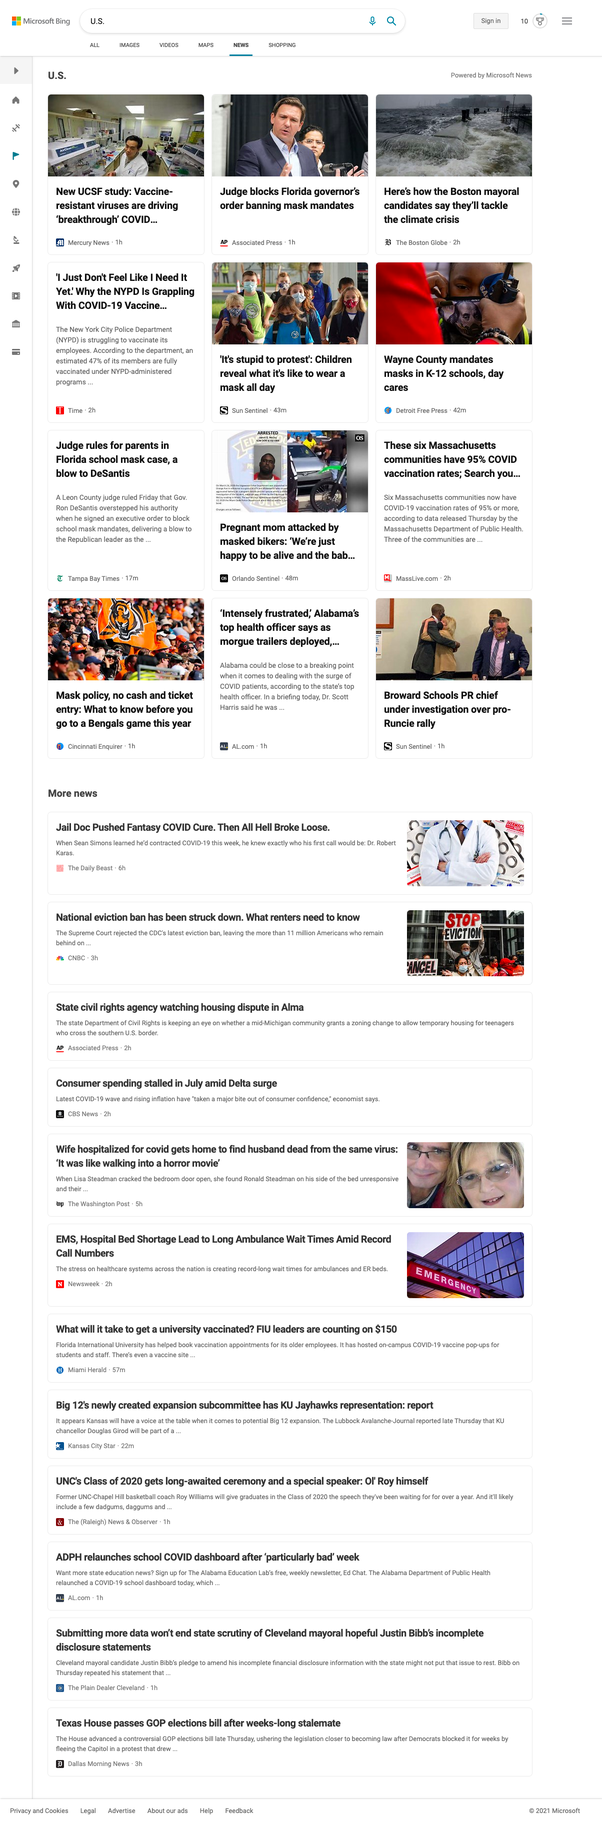 Microsoft Bing
U.S.
Sign in
10
ALL
IMAGES
VIDEOS
MAPS
NEWS
SHOPPING
U.S.
Powered by Microsoft News
New UCSF study: Vaccine-
resistant viruses are driving
'breakthrough' COVID...
Mercury News · 1h
Judge blocks Florida governor's
order banning mask mandates
AP Associated Press · 1h
Here's how the Boston mayoral
candidates say they'll tackle
the climate crisis
B The Boston Globe · 2h
'I Just Don't Feel Like I Need It
Yet.' Why the NYPD Is Grappling
With COVID-19 Vaccine...
The New York City Police Department
(NYPD) is struggling to vaccinate its
employees. According to the department, an
estimated 47% of its members are fully
vaccinated under NYPD-administered
programs ...
Time · 2h
'It's stupid to protest': Children
reveal what it's like to wear a
mask all day
Sun Sentinel · 43m
Wayne County mandates
masks in K-12 schools, day
cares
Detroit Free Press · 42m
Judge rules for parents in
Florida school mask case, a
blow to DeSantis
A Leon County judge ruled Friday that Gov.
Ron DeSantis overstepped his authority
when he signed an executive order to block
school mask mandates, delivering a blow to
the Republican leader as the ...
Tampa Bay Times · 17m
ARRESTED
OS
Pregnant mom attacked by
masked bikers: 'We're just
happy to be alive and the bab...
OS Orlando Sentinel · 48m
These six Massachusetts
communities have 95% COVID
vaccination rates; Search you...
Six Massachusetts communities now have
COVID-19 vaccination rates of 95% or more,
according to data released Thursday by the
Massachusetts Department of Public Health.
Three of the communities are ...
MassLive.com · 2h
Mask policy, no cash and ticket
entry: What to know before you
go to a Bengals game this year
Cincinnati Enquirer · 1h
'Intensely frustrated,' Alabama's
top health officer says as
morgue trailers deployed,...
Alabama could be close to a breaking point
when it comes to dealing with the surge of
COVID patients, according to the state's top
health officer. In a briefing today, Dr. Scott
Harris said he was ...
AL. AL.com · 1h
Broward Schools PR chief
under investigation over pro-
Runcie rally
Sun Sentinel · 1h
More news
Jail Doc Pushed Fantasy COVID Cure. Then All Hell Broke Loose.
When Sean Simons learned he'd contracted COVID-19 this week, he knew exactly who his first call would be: Dr. Robert
Karas.
The Daily Beast · 6h
National eviction ban has been struck down. What renters need to know
The Supreme Court rejected the CDC's latest eviction ban, leaving the more than 11 million Americans who remain
behind on ...
CNBC · 3h
STOP
EVICTION
CANCEL
State civil rights agency watching housing dispute in Alma
The state Department of Civil Rights is keeping an eye on whether a mid-Michigan community grants a zoning change to allow temporary housing for teenagers
who cross the southern U.S. border.
AP Associated Press · 2h
Consumer spending stalled in July amid Delta surge
Latest COVID-19 wave and rising inflation have "taken a major bite out of consumer confidence," economist says.
CBS News · 2h
Wife hospitalized for covid gets home to find husband dead from the same virus:
'It was like walking into a horror movie'
When Lisa Steadman cracked the bedroom door open, she found Ronald Steadman on his side of the bed unresponsive
and their ...
wp The Washington Post · 5h
EMS, Hospital Bed Shortage Lead to Long Ambulance Wait Times Amid Record
Call Numbers
The stress on healthcare systems across the nation is creating record-long wait times for ambulances and ER beds.
N Newsweek · 2h
EMERGENCY
What will it take to get a university vaccinated? FIU leaders are counting on $150
Florida International University has helped book vaccination appointments for its older employees. It has hosted on-campus COVID-19 vaccine pop-ups for
students and staff. There's even a vaccine site ...
Miami Herald · 57m
Big 12's newly created expansion subcommittee has KU Jayhawks representation: report
It appears Kansas will have a voice at the table when it comes to potential Big 12 expansion. The Lubbock Avalanche-Journal reported late Thursday that KU
chancellor Douglas Girod will be part of a ...
Kansas City Star · 22m
UNC's Class of 2020 gets long-awaited ceremony and a special speaker: Ol' Roy himself
Former UNC-Chapel Hill basketball coach Roy Williams will give graduates in the Class of 2020 the speech they've been waiting for for over a year. And it'll likely
include a few dadgums, daggums and ...
The (Raleigh) News & Observer · 1h
ADPH relaunches school COVID dashboard after 'particularly bad' week
Want more state education news? Sign up for The Alabama Education Lab's free, weekly newsletter, Ed Chat. The Alabama Department of Public Health
relaunched a COVID-19 school dashboard today, which ...
AL. AL.com · 1h
Submitting more data won't end state scrutiny of Cleveland mayoral hopeful Justin Bibb's incomplete
disclosure statements
Cleveland mayoral candidate Justin Bibb's pledge to amend his incomplete financial disclosure information with the state might not put that issue to rest. Bibb on
Thursday repeated his statement that ...
The Plain Dealer Cleveland · 1h
Texas House passes GOP elections bill after weeks-long stalemate
The House advanced a controversial GOP elections bill late Thursday, ushering the legislation closer to becoming law after Democrats blocked it for weeks by
fleeing the Capitol in a protest that drew ...
D Dallas Morning News · 3h
Privacy and Cookies
Legal
Advertise
About our ads
Help
Feedback
© 2021 Microsoft